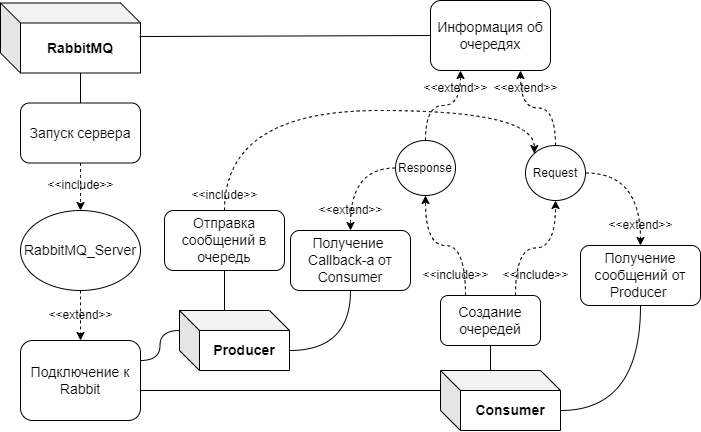 RabbitMQ
Информация об
очередях
<<extend>>
<<extend>>
Запуск сервера
<<include>>
Response
Request
<<include>>
<<extend>>
<<extend>>
RabbitMQ_Server
Отправка
сообщений в
очередь
Получение
Callback-а от
Consumer
Получение
сообщений от
Producer
<<include>>
<<include>>
<<extend>>
Создание
очередей
Producer
Подключение к
Rabbit
Consumer